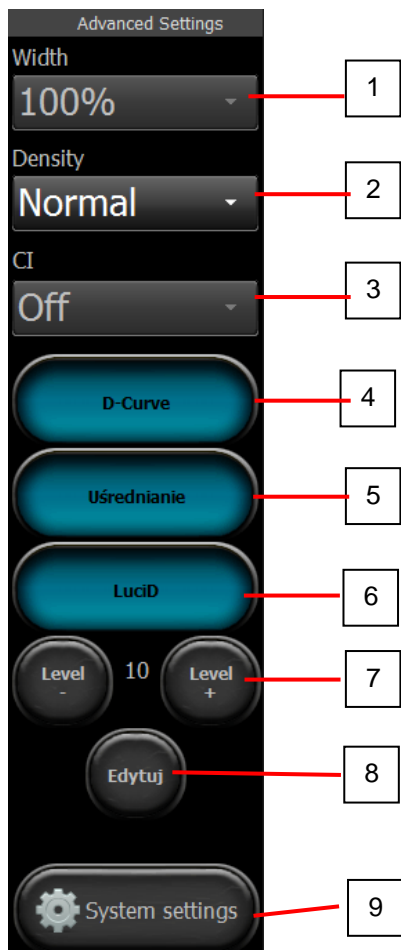 Advanced Settings
Width
100%
1
Density
Normal
2
CI
Off
3
D-Curve
4
Uśrednianie
5
LuciD
6
Level
-
10
Level
+
7
Edytuj
8
System settings
9